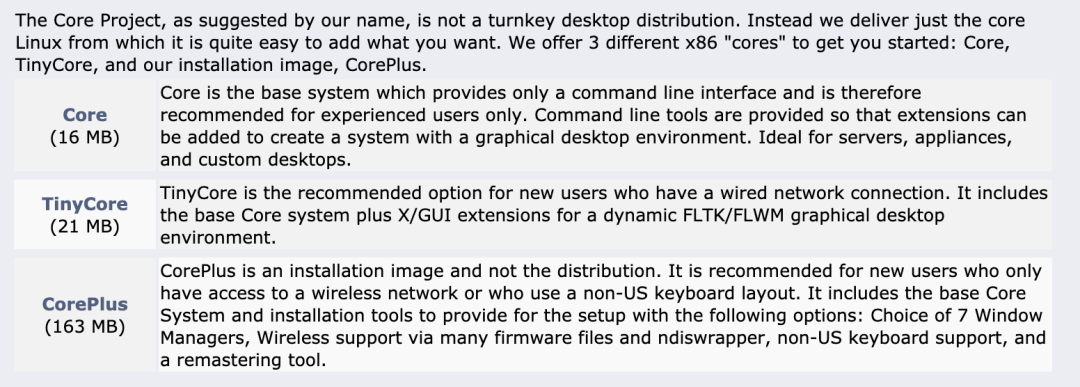 The Core Project, as suggested by our name, is not a turnkey desktop distribution. Instead we deliver just the core
Linux from which it is quite easy to add what you want. We offer 3 different x86 "cores" to get you started: Core,
TinyCore, and our installation image, CorePlus.
Core
(16 MB)
Core is the base system which provides only a command line interface and is therefore
recommended for experienced users only. Command line tools are provided so that extensions can
be added to create a system with a graphical desktop environment. Ideal for servers, appliances,
and custom desktops.
TinyCore
(21 MB)
TinyCore is the recommended option for new users who have a wired network connection. It includes
the base Core system plus X/GUI extensions for a dynamic FLTK/FLWM graphical desktop
environment.
CorePlus
(163 MB)
CorePlus is an installation image and not the distribution. It is recommended for new users who only
have access to a wireless network or who use a non-US keyboard layout. It includes the base Core
System and installation tools to provide for the setup with the following options: Choice of 7 Window
Managers, Wireless support via many firmware files and ndiswrapper, non-US keyboard support, and
a remastering tool.